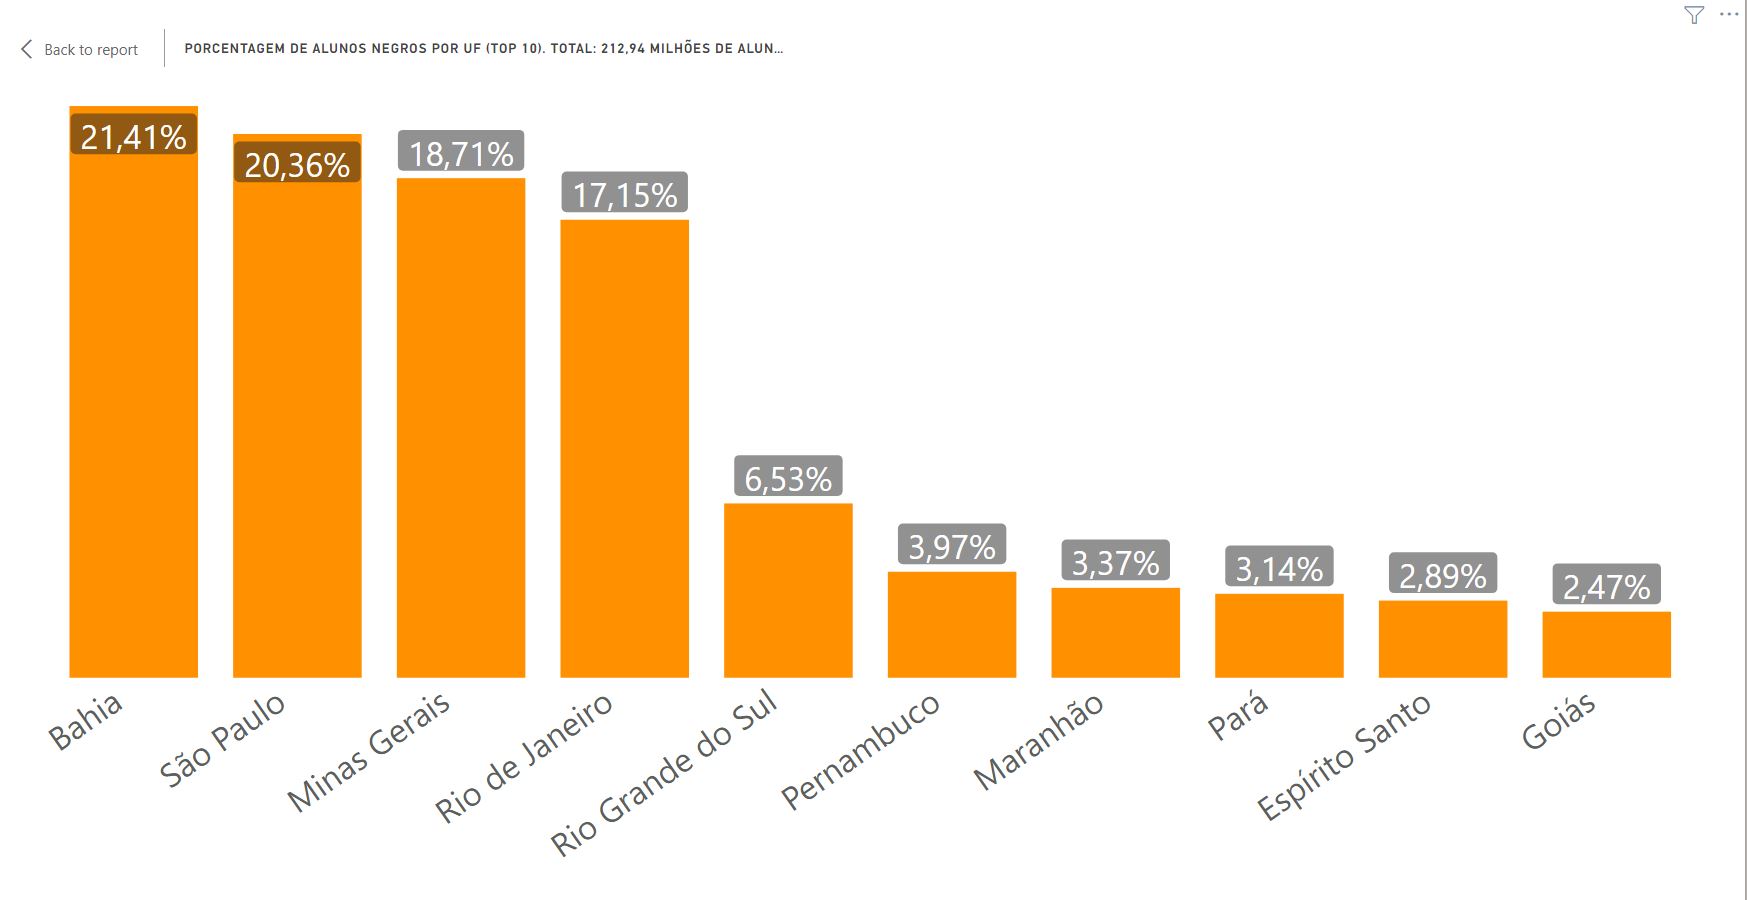 Back to report
PORCENTAGEM DE ALUNOS NEGROS POR UF (TOP 10). TOTAL: 212,94 MILHÕES DE ALUN...
21,41%
20,36%
18,71%
17,15%
6,53%
3,97%
3,37%
3,14%
2,89%
2,47%
Bahia
São Paulo
Minas Gerais
Rio de Janeiro
Rio Grande do Sul
Pernambuco
Maranhão
Pará
Espírito Santo
Goiás